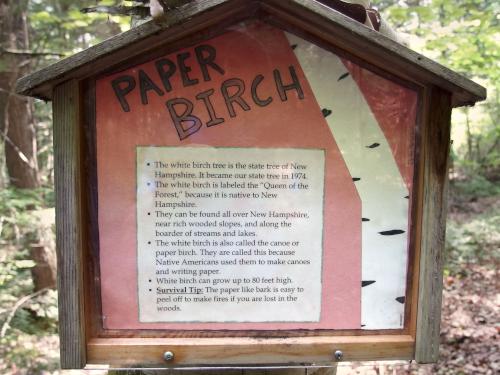 PAPER
BIRCH
• The white birch tree is the state tree of New
Hampshire. It became our state tree in 1974.
• The white birch is labeled the "Queen of the
Forest," because it is native to New
Hampshire.
• They can be found all over New Hampshire,
near rich wooded slopes, and along the
boarder of streams and lakes.
• The white birch is also called the canoe or
paper birch. They are called this because
Native Americans used them to make canoes
and writing paper.
• White birch can grow up to 80 feet high.
• Survival Tip: The paper like bark is easy to
peel off to make fires if you are lost in the
woods.